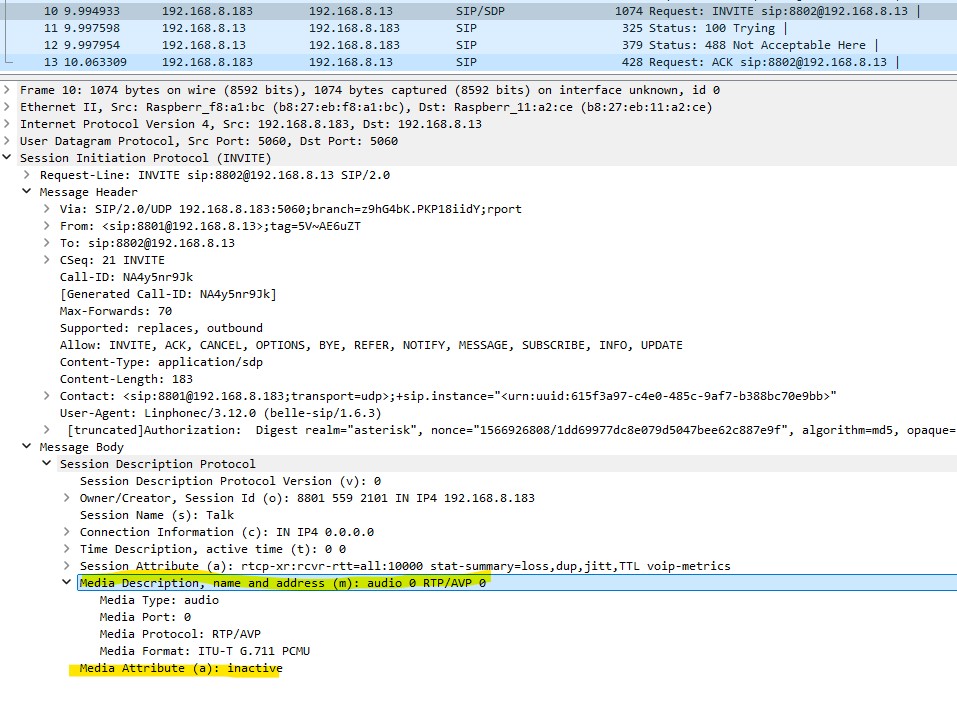 10 9.994933 192.168.8.183 192.168.8.13 SIP/SDP 1074 Request: INVITE sip:8802@192.168.8.13 |
11 9.997598 192.168.8.13 192.168.8.183 SIP 325 Status: 100 Trying |
12 9.997954 192.168.8.13 192.168.8.183 SIP 379 Status: 488 Not Acceptable Here |
13 10.063309 192.168.8.183 192.168.8.13 SIP 428 Request: ACK sip:8802@192.168.8.13 |
Frame 10: 1074 bytes on wire (8592 bits), 1074 bytes captured (8592 bits) on interface unknown, id 0
Ethernet II, Src: Raspberr_f8:a1:bc (b8:27:eb:f8:a1:bc), Dst: Raspberr_11:a2:ce (b8:27:eb:11:a2:ce)
Internet Protocol Version 4, Src: 192.168.8.183, Dst: 192.168.8.13
User Datagram Protocol, Src Port: 5060, Dst Port: 5060
Session Initiation Protocol (INVITE)
Request-Line: INVITE sip:8802@192.168.8.13 SIP/2.0
Message Header
Via: SIP/2.0/UDP 192.168.8.183:5060;branch=z9hG4bK.PKP18iidY;rport
From: <sip:8801@192.168.8.13>;tag=5V~AE6uZT
To: sip:8802@192.168.8.13
CSeq: 21 INVITE
Call-ID: NA4y5nr9Jk
[Generated Call-ID: NA4y5nr9Jk]
Max-Forwards: 70
Supported: replaces, outbound
Allow: INVITE, ACK, CANCEL, OPTIONS, BYE, REFER, NOTIFY, MESSAGE, SUBSCRIBE, INFO, UPDATE
Content-Type: application/sdp
Content-Length: 183
Contact: <sip:8801@192.168.8.183;transport=udp>;+sip.instance="<urn:uuid:615f3a97-c4e0-485c-9af7-b388bc70e9bb>"
User-Agent: Linphonec/3.12.0 (belle-sip/1.6.3)
[truncated]Authorization: Digest realm="asterisk", nonce="1566926808/1dd69977dc8e079d5047bee62c887e9f", algorithm=md5, opaque=
Message Body
Session Description Protocol
Session Description Protocol Version (v): 0
Owner/Creator, Session Id (o): 8801 559 2101 IN IP4 192.168.8.183
Session Name (s): Talk
Connection Information (c): IN IP4 0.0.0.0
Time Description, active time (t): 0 0
Session Attribute (a): rtcp-xr:rcvr-rtt=all:10000 stat-summary=loss,dup,jitt,TTL voip-metrics
Media Description, name and address (m): audio 0 RTP/AVP 0
Media Type: audio
Media Port: 0
Media Protocol: RTP/AVP
Media Format: ITU-T G.711 PCMU
Media Attribute (a): inactive